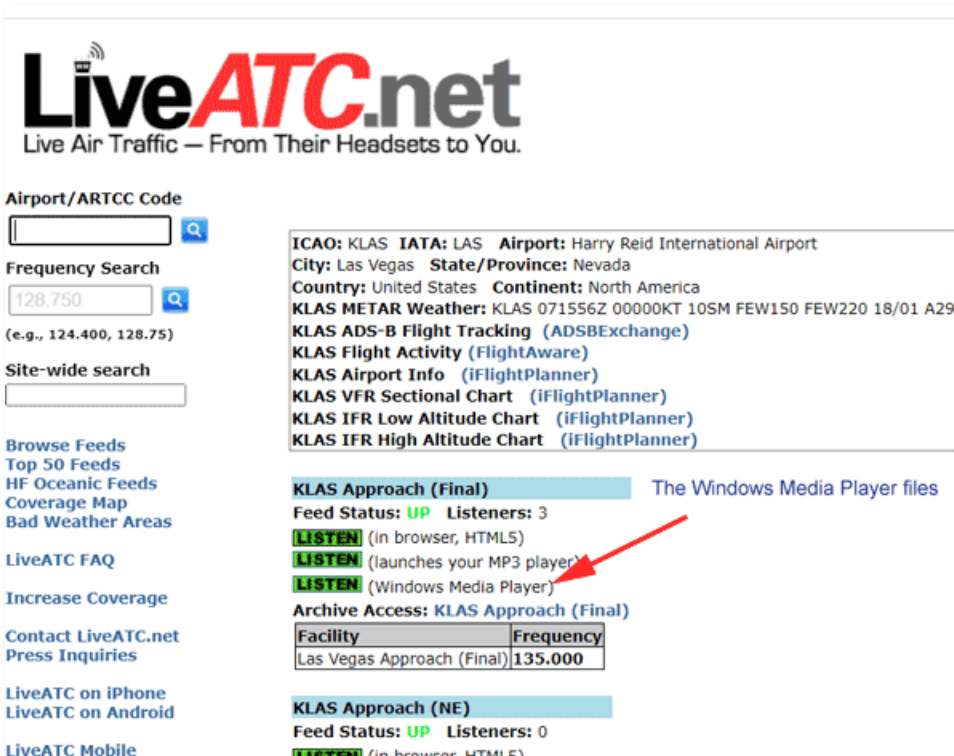 LiveATC.net
Live Air Traffic — From Their Headsets to You.
Airport/ARTCC Code
Frequency Search
128.750
(e.g., 124.400, 128.75)
Site-wide search
Browse Feeds
Top 50 Feeds
HF Oceanic Feeds
Coverage Map
Bad Weather Areas
LiveATC FAQ
Increase Coverage
Contact LiveATC.net
Press Inquiries
LiveATC on iPhone
LiveATC on Android
LiveATC Mobile
ICAO: KLAS IATA: LAS Airport: Harry Reid International Airport
City: Las Vegas State/Province: Nevada
Country: United States Continent: North America
KLAS METAR Weather: KLAS 071556Z 00000KT 10SM FEW150 FEW220 18/01 A29
KLAS ADS-B Flight Tracking (ADSBExchange)
KLAS Flight Activity (FlightAware)
KLAS Airport Info (iFlightPlanner)
KLAS VFR Sectional Chart (iFlightPlanner)
KLAS IFR Low Altitude Chart (iFlightPlanner)
KLAS IFR High Altitude Chart (iFlightPlanner)
KLAS Approach (Final)
The Windows Media Player files
Feed Status: UP Listeners: 3
LISTEN (in browser, HTML5)
LISTEN (launches your MP3 player)
LISTEN (Windows Media Player)
Archive Access: KLAS Approach (Final)
Facility Frequency
Las Vegas Approach (Final) 135.000
KLAS Approach (NE)
Feed Status: UP Listeners: 0
LISTEN (in browser, HTML5)